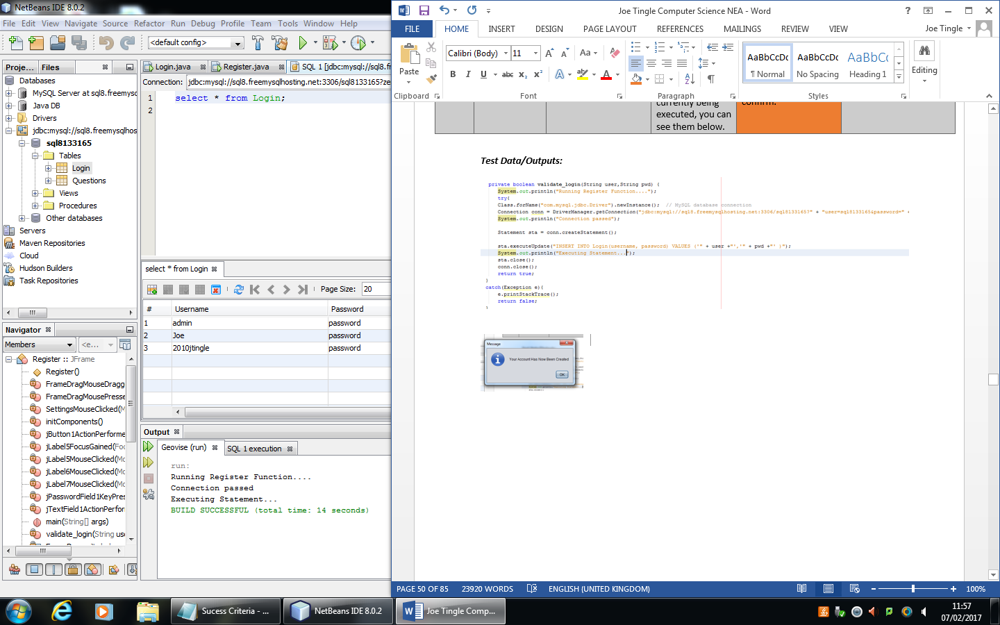 NetBeans IDE 8.0.2
File Edit View Navigate Source Refactor Run Debug Profile Team Tools Window Help
<default config>
Proje... Files
Databases
MySQL Server at sql8.freemysq
Java DB
Drivers
jdbc:mysql://sql8.freemysqlhos
sql8133165
Tables
Login
Questions
Views
Procedures
Other databases
Servers
Maven Repositories
Cloud
Hudson Builders
Task Repositories
Navigator
Members <e...
Register :: JFrame
Register()
FrameDragMouseDragg
FrameDragMousePresse
SettingsMouseClicked(M
initComponents()
jButton1ActionPerforme
jLabel5FocusGained(Foc
jLabel5MouseClicked(Mo
jLabel6MouseClicked(Mo
jLabel7MouseClicked(Mo
jPasswordField1KeyPres
jTextField1ActionPerfor
main(String[] args)
validate_login(String use
Login.java Register.java SQL 1 [jdbc:mysql://sql8.fr
Connection: jdbc:mysql://sql8.freemysqlhosting.net:3306/sql8133165?ze
1 select * from Login;
2
select * from Login
Page Size: 20
# Username Password
1 admin password
2 Joe password
3 2010jtingle password
Output
Geovise (run) SQL 1 execution
run:
Running Register Function....
Connection passed
Executing Statement...
BUILD SUCCESSFUL (total time: 14 seconds)
Joe Tingle Computer Science NEA - Word
FILE HOME INSERT DESIGN PAGE LAYOUT REFERENCES MAILINGS REVIEW VIEW Joe Tingle
Paste
Clipboard
Calibri (Body) 11
Font
Paragraph
AaBbCcDc AaBbCcDc AaBbCc
¶ Normal No Spacing Heading 1
Styles
Editing
currently being
executed, you can
see them below.
confirm.
Test Data/Outputs:
private boolean validate_login(String user,String pwd) {
System.out.println("Running Register Function....");
try{
Class.forName("com.mysql.jdbc.Driver").newInstance(); // MySQL database connection
Connection conn = DriverManager.getConnection("jdbc:mysql://sql8.freemysqlhosting.net:3306/sql8133165?" + "user=sql8133165&password=" +
System.out.println("Connection passed");
Statement sta = conn.createStatement();
sta.executeUpdate("INSERT INTO Login(username, password) VALUES ('" + user +"','" + pwd +"' )");
System.out.println("Executing Statement...");
sta.close();
conn.close();
return true;
}
catch(Exception e){
e.printStackTrace();
return false;
}
Message
Your Account Has Now Been Created
OK
PAGE 50 OF 85 23920 WORDS ENGLISH (UNITED KINGDOM) 100%
Sucess Criteria - ... NetBeans IDE 8.0.2 Joe Tingle Comp...
11:57
07/02/2017